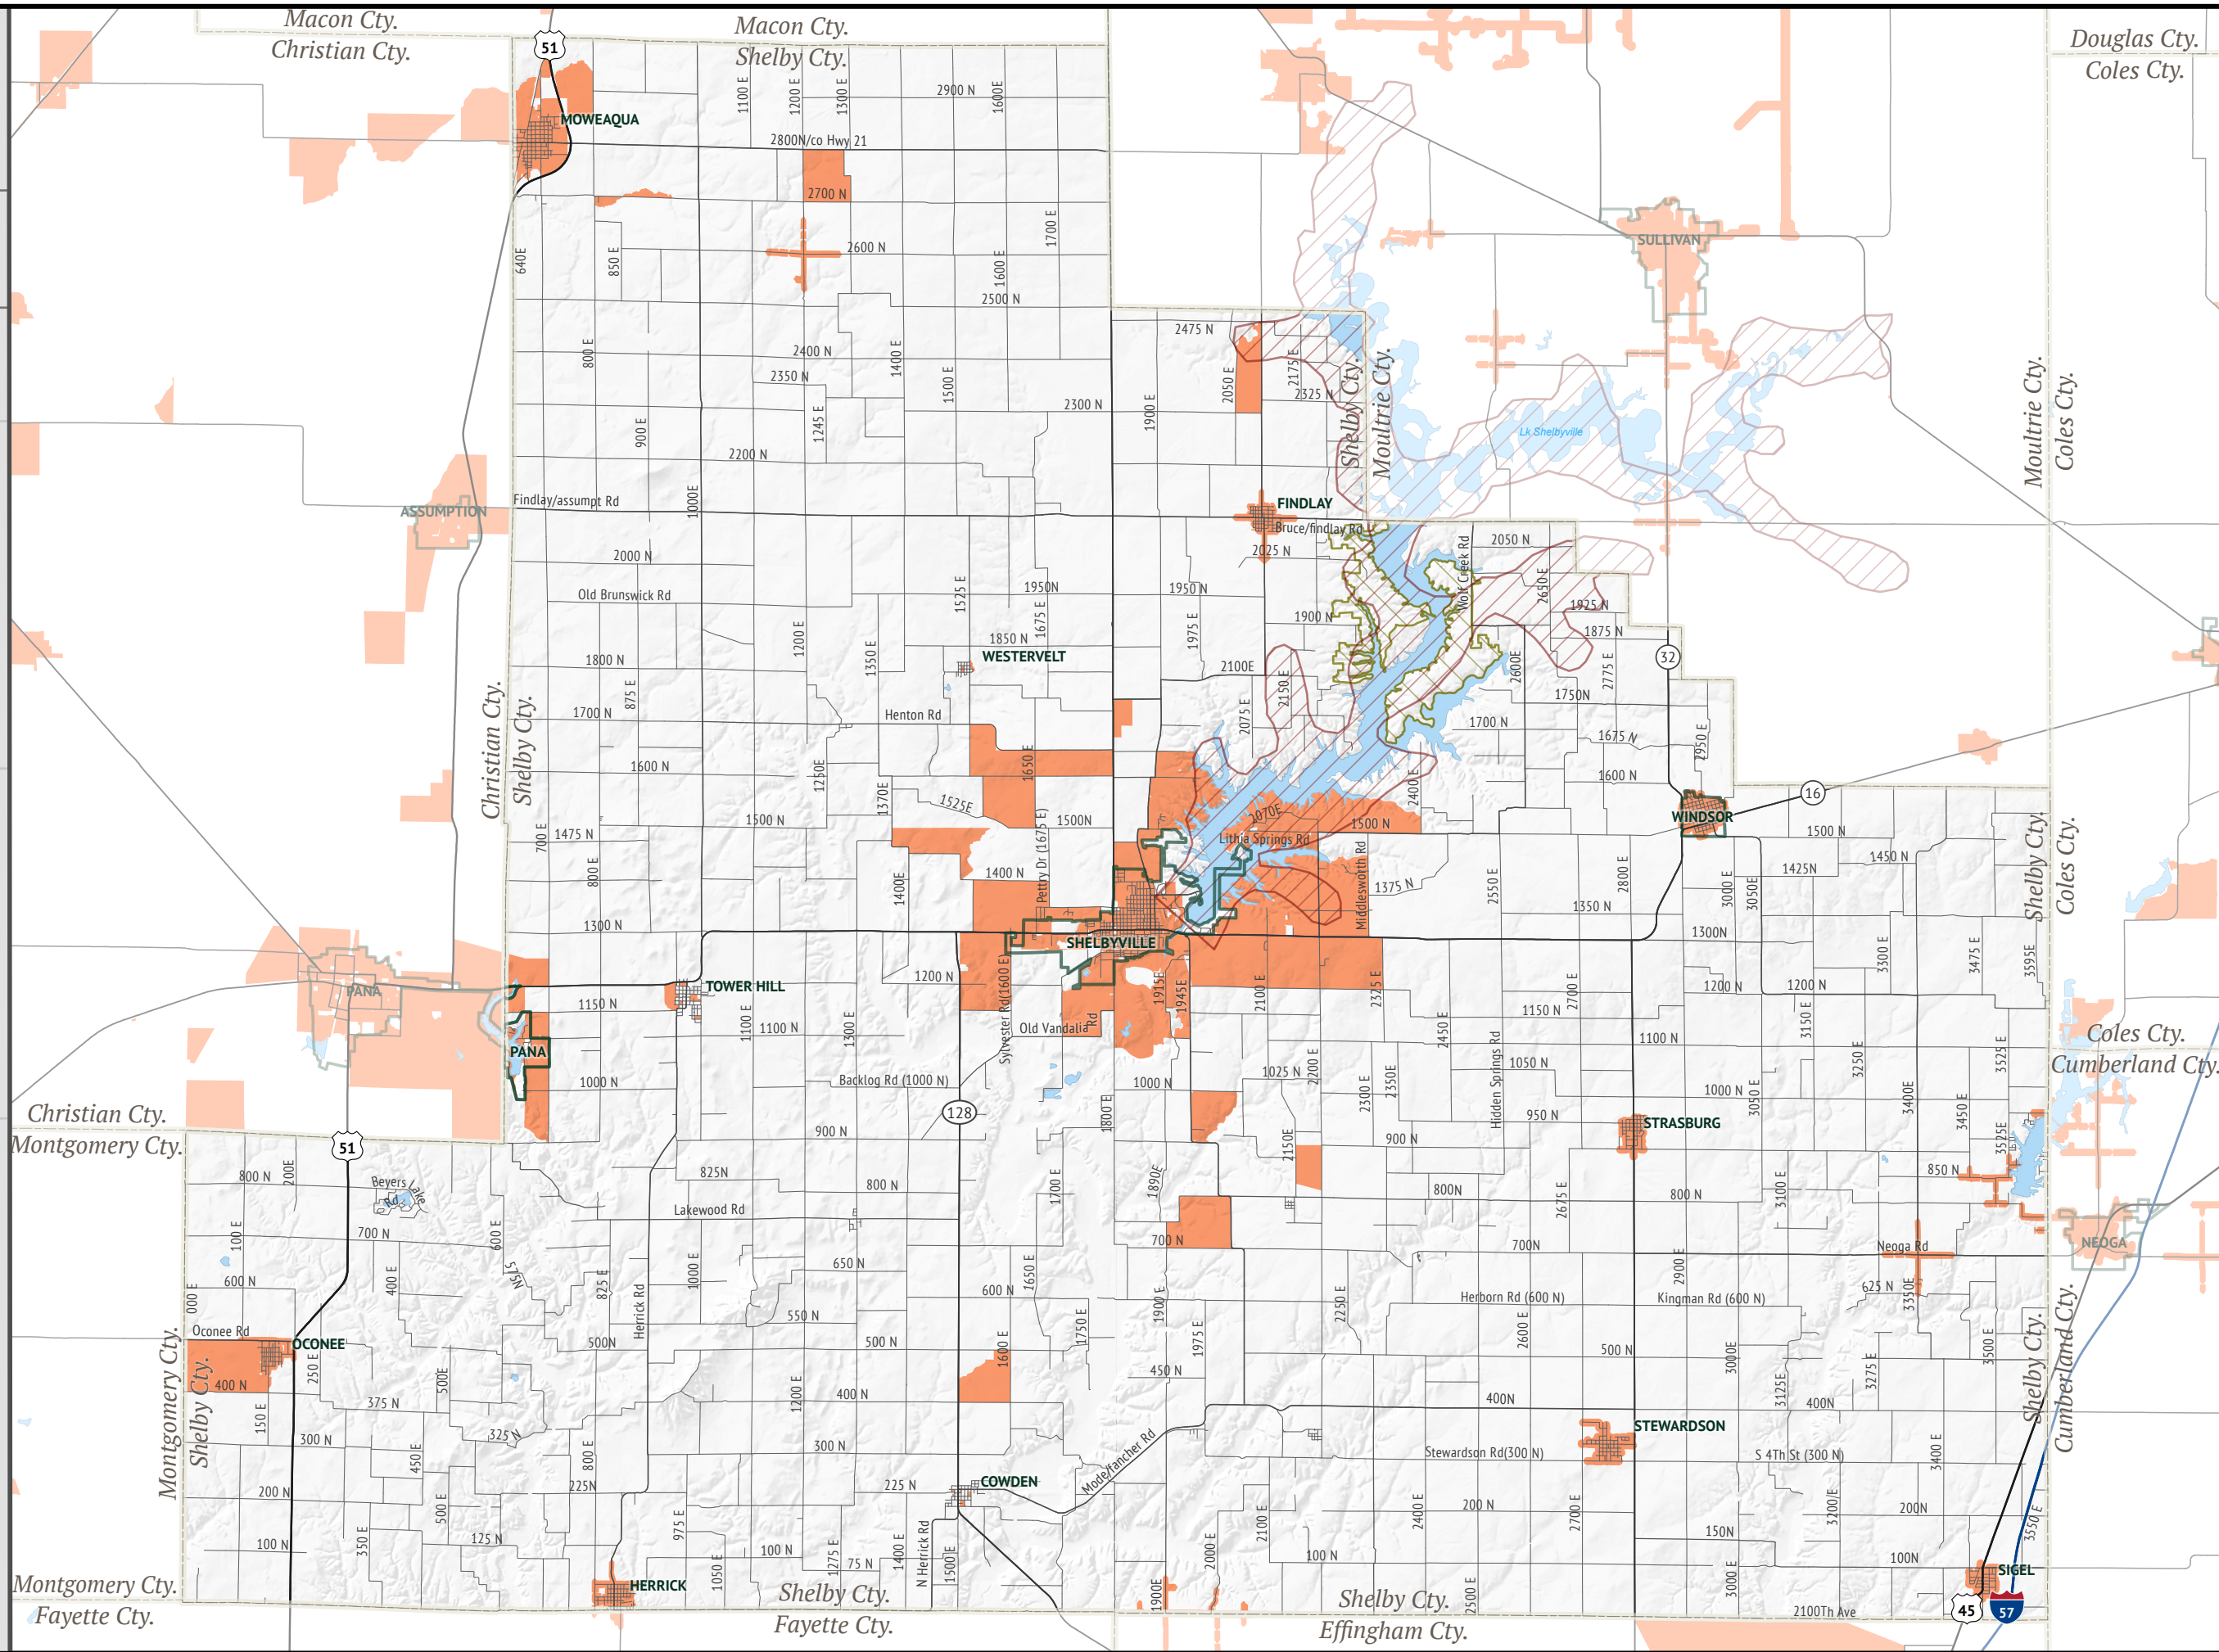 Macon Cty.
Christian Cty.
51
Macon Cty.
Shelby Cty.
Douglas Cty.
Coles Cty.
1100 E
1200 E
1300 E
2900 N
1600E
MOWEAQUA
2800N/co Hwy 21
2700 N
640E
850 E
2600 N
1600 E
1700 E
2500 N
SULLIVAN
2475 N
2050 E
2175 E
2325 N
Shelby Cty.
Moultrie Cty.
800 E
2400 N
2350 N
1400 E
1500 E
2300 N
1900 E
Moultrie Cty.
Coles Cty.
900 E
1245 E
2200 N
Lk Shelbyville
1000E
Findlay/assumpt Rd
ASSUMPTION
FINDLAY
Bruce/findlay Rd
2025 N
2050 N
Wolf Creek Rd
2000 N
Old Brunswick Rd
1525 E
1950N
1675 E
1950 N
2650 E
1925 N
1900 N
1875 N
1200 E
1350 E
1850 N
WESTERVELT
1975 E
2100E
2150 E
2600E
2775 E
32
1800 N
875 E
1750N
Christian Cty.
Shelby Cty.
1700 N
Henton Rd
2075 E
1700 N
1675 N
2950 E
1600 N
1250E
1650 E
2400 E
1600 N
16
700 E
1475 N
1500 N
1370E
1525E
1500N
Pettry Dr (1675 E)
1070E
1500 N
Lithia Springs Rd
WINDSOR
1500 N
Shelby Cty.
Coles Cty.
800 E
1400E
1400 N
Middlesworth Rd
1375 N
2550 E
2800 E
1450 N
1425N
3000 E
3050E
1300 N
1350 N
SHELBYVILLE
1300N
3300 E
3475 E
3595E
PANA
TOWER HILL
1200 N
Sylvester Rd(1600 E)
1915E
1945E
2100 E
2325 E
2700 E
1200 N
1200 N
1150 N
1100 E
1100 N
1300 E
Old Vandalia
Rd
2450 E
1150 N
3150 E
PANA
1100 N
3250 E
3525 E
Coles Cty.
Cumberland Cty.
1000 N
Backlog Rd (1000 N)
1000 N
1025 N
2200 E
2300 E
2350E
Hidden Springs Rd
1050 N
1000 N
3050 E
3400E
3450 E
128
1800 E
950 N
STRASBURG
Christian Cty.
Montgomery Cty.
51
900 N
2150E
900 N
3525E
800 N
200E
Beyers Lake
Rd
825N
800 N
1700 E
1890E
800N
2675 E
800 N
3100 E
850 N
Lakewood Rd
100 E
700 N
600 E
700 N
700N
Neoga Rd
NEOGA
000 E
600 N
400 E
575N
825 E
1000 E
650 N
1650 E
600 N
1900 E
2250 E
Herborn Rd (600 N)
2900 E
Kingman Rd (600 N)
625 N
3350E
Herrick Rd
550 N
1750 E
1975 E
2600 E
Oconee Rd
OCONEE
500N
500 N
1600 E
500 N
3000E
3500 E
Montgomery Cty.
Shelby Cty.
Shelby Cty.
Cumberland Cty.
400 N
250 E
500E
375 N
1200 E
400 N
450 N
400N
3125E
3275 E
400N
150 E
300 N
450 E
325 N
800 E
300 N
Mode/fancher Rd
STEWARDSON
Stewardson Rd(300 N)
S 4Th St (300 N)
3400 E
200 N
500 E
225N
225 N
COWDEN
2100 E
2400 E
200 N
2700 E
3200/E
200N
3550 E
100 N
350 E
125 N
975 E
1050 E
100 N
1275 E
75 N
1400 E
N Herrick Rd
1500 E
2000 E
100 N
150N
100N
SIGEL
Montgomery Cty.
Fayette Cty.
HERRICK
Shelby Cty.
Fayette Cty.
1900E
Shelby Cty.
Effingham Cty.
2500 E
3000 E
2100Th Ave
45
57